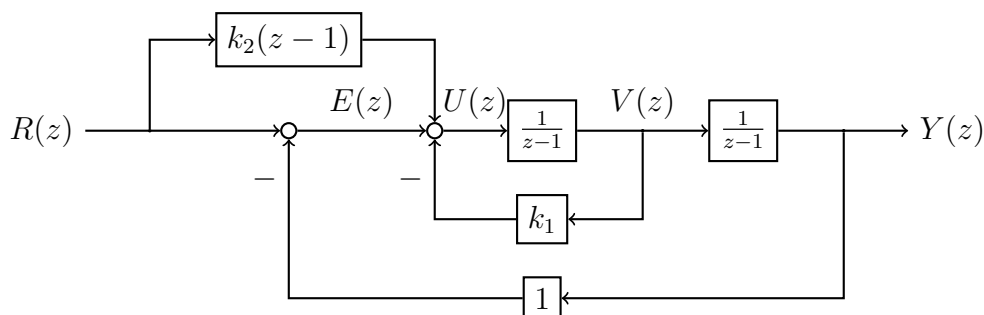 k₂(z − 1)
R(z) E(z) U(z) 1/(z−1) V(z) 1/(z−1) Y(z)
− −
k₁
1